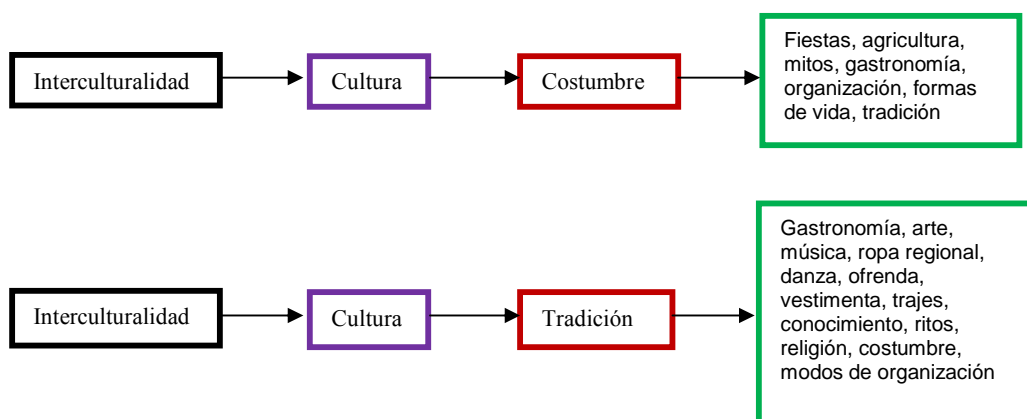 Interculturalidad
Cultura
Costumbre
Fiestas, agricultura,
mitos, gastronomía,
organización, formas
de vida, tradición
Interculturalidad
Cultura
Tradición
Gastronomía, arte,
música, ropa regional,
danza, ofrenda,
vestimenta, trajes,
conocimiento, ritos,
religión, costumbre,
modos de organización